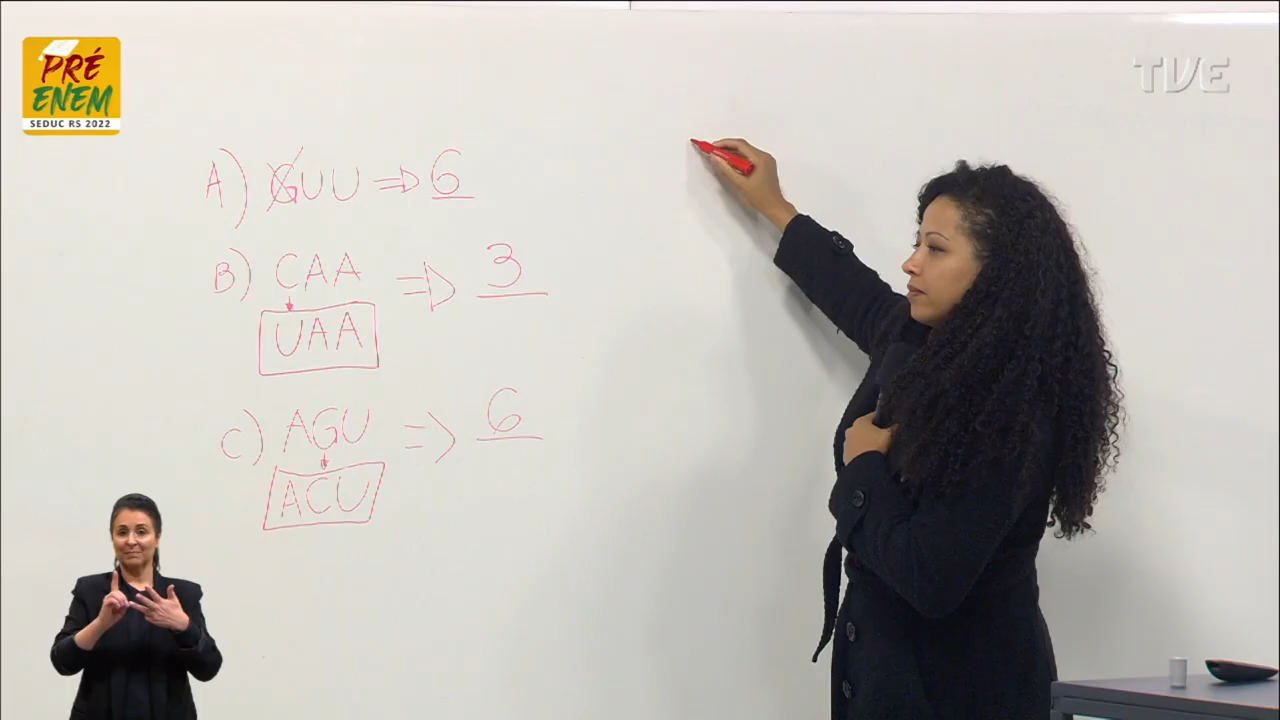 PRÉ
ENEM
SEDUC RS 2022
TVE
A) GUU => 6
B) CAA => 3
UAA
C) AGU => 6
ACU